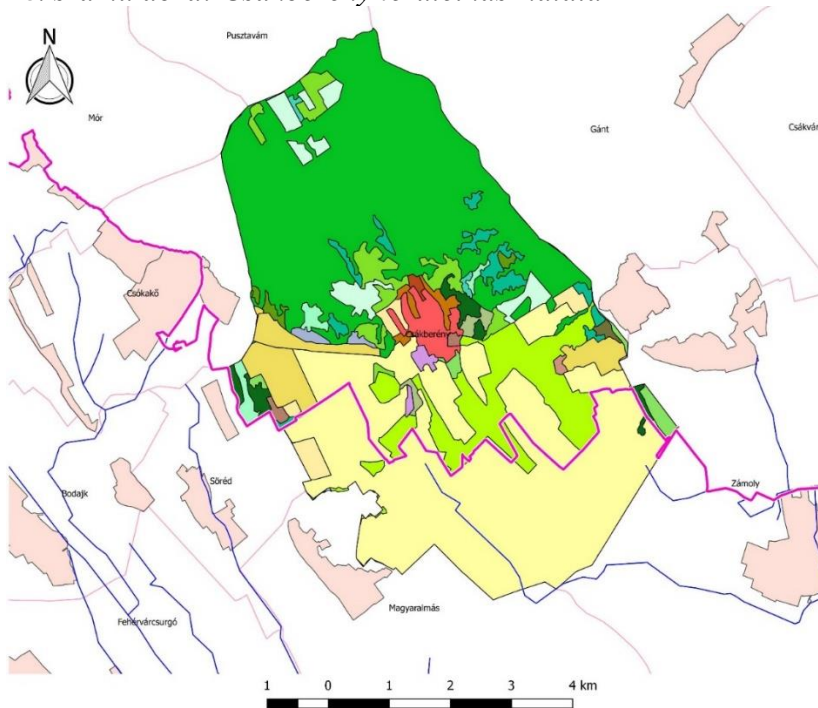 N
Pusztavám
Mór
Gánt
Csákvár
Csókakő
Csákberény
Bodajk
Söréd
Zámoly
Magyaralmás
Fehérvárcsurgó
1 0 1 2 3 4 km